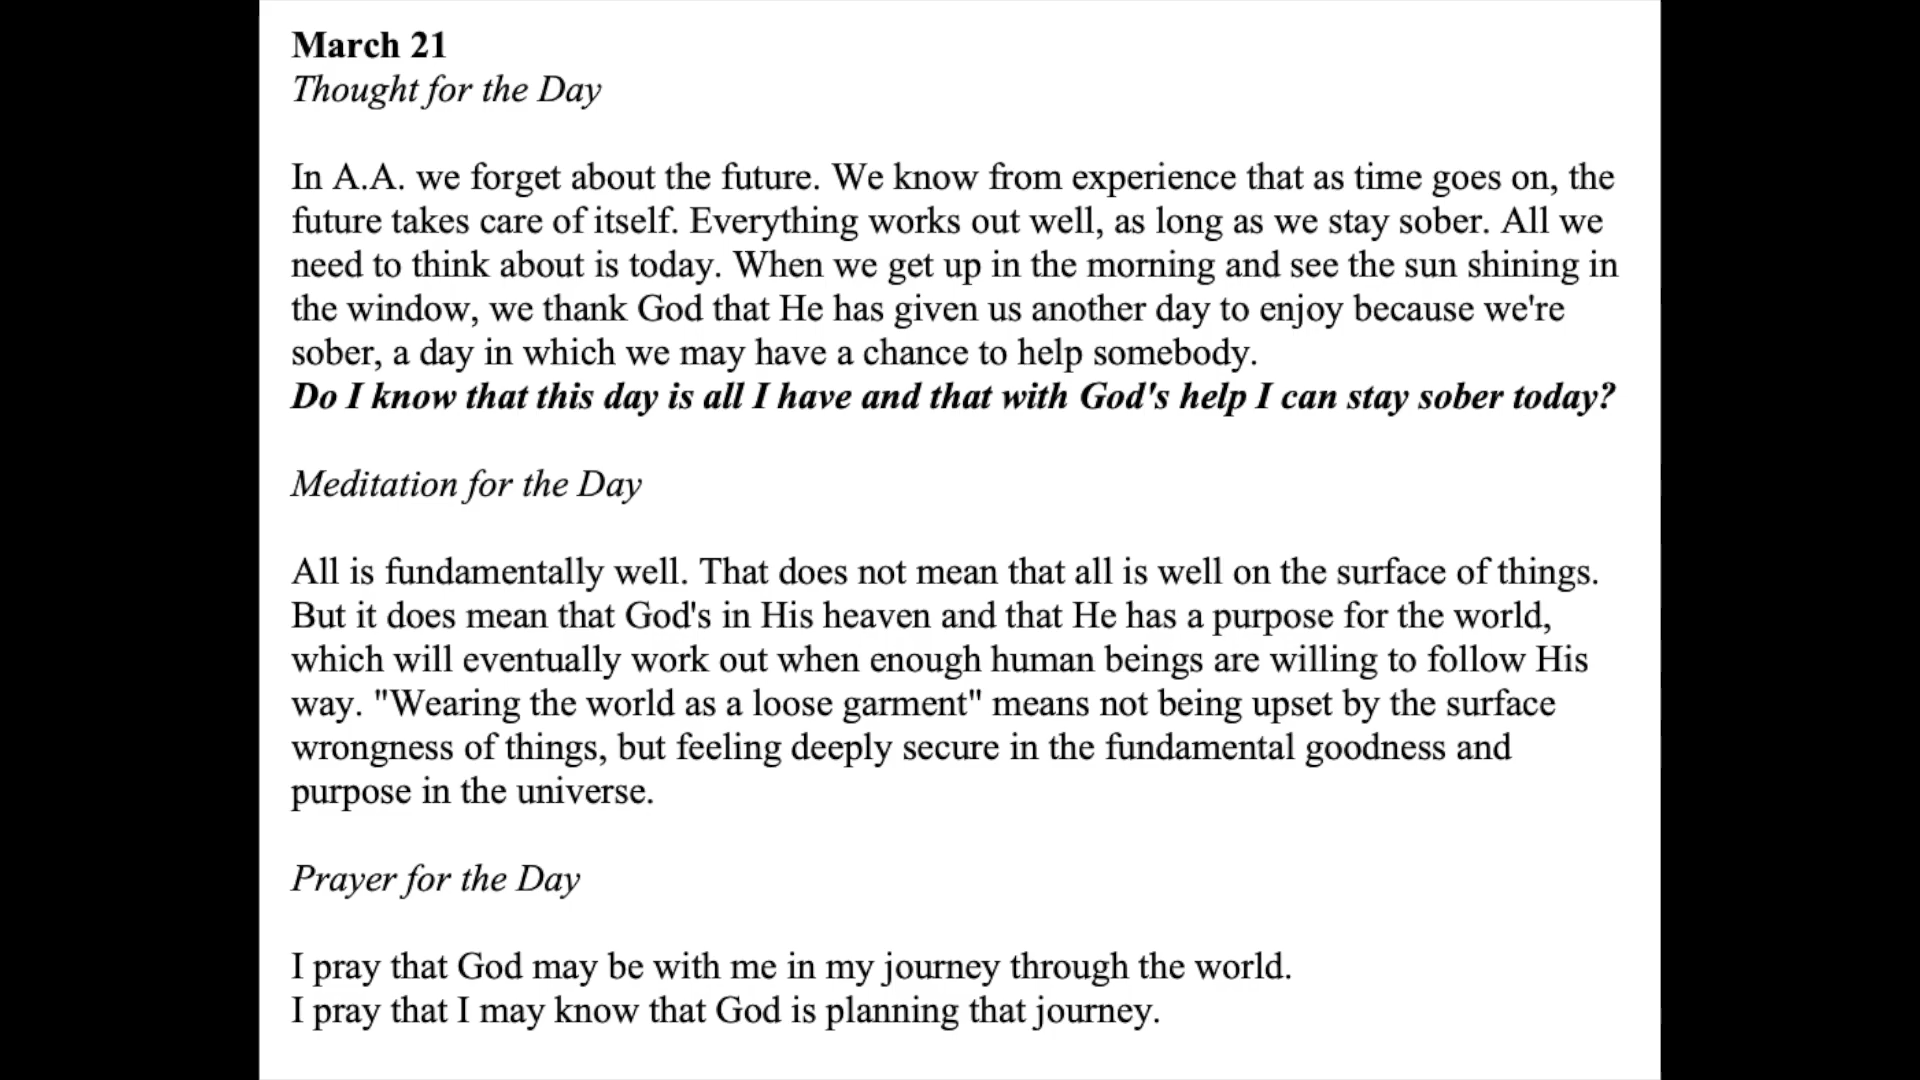 March 21
Thought for the Day
In A.A. we forget about the future. We know from experience that as time goes on, the
future takes care of itself. Everything works out well, as long as we stay sober. All we
need to think about is today. When we get up in the morning and see the sun shining in
the window, we thank God that He has given us another day to enjoy because we're
sober, a day in which we may have a chance to help somebody.
Do I know that this day is all I have and that with God's help I can stay sober today?
Meditation for the Day
All is fundamentally well. That does not mean that all is well on the surface of things.
But it does mean that God's in His heaven and that He has a purpose for the world,
which will eventually work out when enough human beings are willing to follow His
way. "Wearing the world as a loose garment" means not being upset by the surface
wrongness of things, but feeling deeply secure in the fundamental goodness and
purpose in the universe.
Prayer for the Day
I pray that God may be with me in my journey through the world.
I pray that I may know that God is planning that journey.